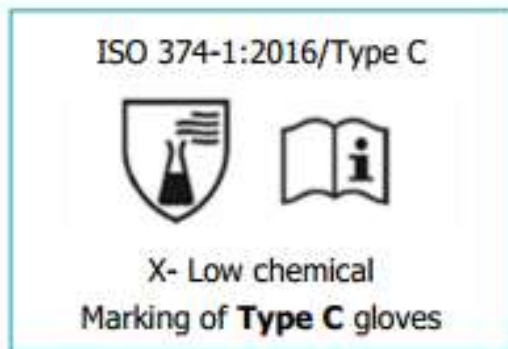 ISO 374-1:2016/Type C
i
X- Low chemical
Marking of Type C gloves